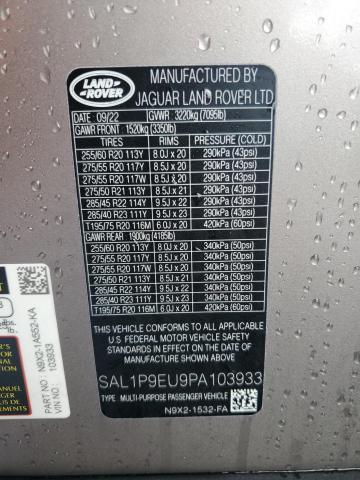 LAND
ROVER
MANUFACTURED BY
JAGUAR LAND ROVER LTD
DATE 09/22 GVWR 3220kg (7095lb)
GAWR FRONT 1520kg (3350lb)
TIRES RIMS PRESSURE (COLD)
255/60 R20 113Y 8.0J x 20 290kPa (43psi)
275/55 R20 117Y 8.5J x 20 290kPa (43psi)
275/55 R20 117W 8.5J x 20 290kPa (43psi)
275/50 R21 113Y 8.5J x 21 290kPa (43psi)
285/45 R22 114Y 9.5J x 22 290kPa (43psi)
285/40 R23 111Y 9.5J x 23 290kPa (43psi)
T195/75 R20 116M 6.0J x 20 420kPa (60psi)
GAWR REAR 1900kg (4185lb)
255/60 R20 113Y 8.0J x 20 340kPa (50psi)
275/55 R20 117Y 8.5J x 20 340kPa (50psi)
275/55 R20 117W 8.5J x 20 340kPa (50psi)
275/50 R21 113Y 8.5J x 21 340kPa (50psi)
285/45 R22 114Y 9.5J x 22 340kPa (50psi)
285/40 R23 111Y 9.5J x 23 340kPa (50psi)
T195/75 R20 116M 6.0J x 20 420kPa (60psi)
THIS VEHICLE CONFORMS TO ALL APPLICABLE
U S FEDERAL MOTOR VEHICLE SAFETY,
BUMPER AND THEFT PREVENTION
STANDARDS IN EFFECT ON THE DATE OF
MANUFACTURE SHOWN ABOVE
SAL1P9EU9PA103933
TYPE: MULTI-PURPOSE PASSENGER VEHICLE
N9X2-1532-FA
N9X2-1A552-KA
103933
MANUEL